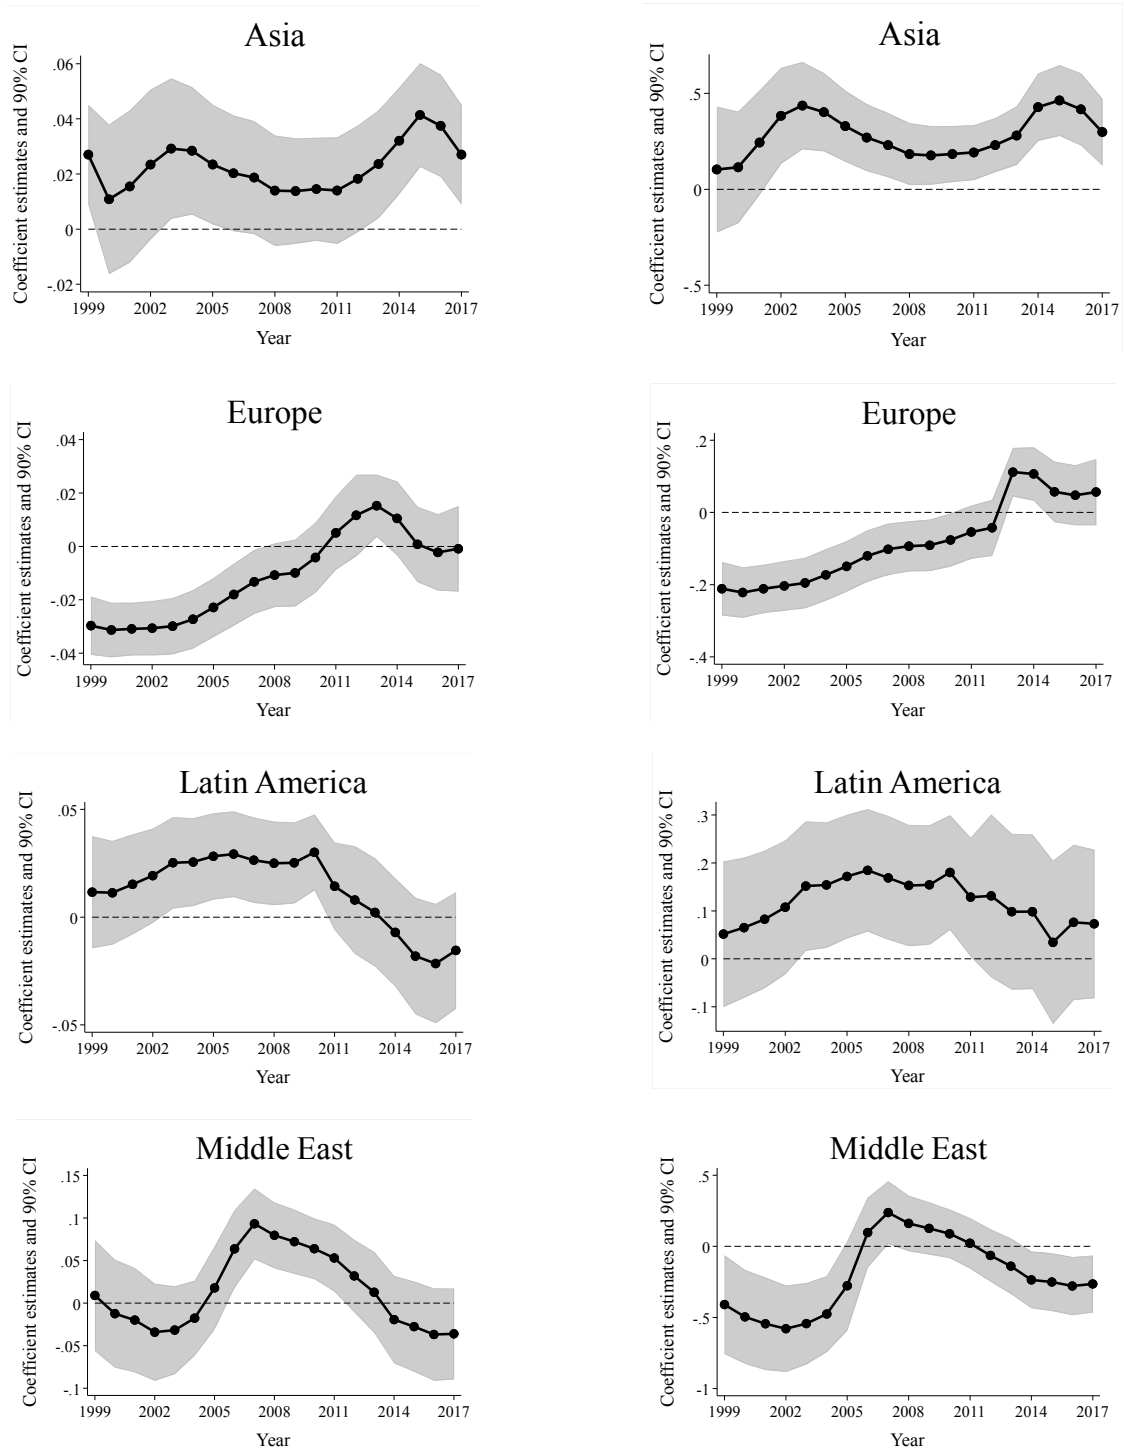 Asia
Coefficient estimates and 90% CI
.06
.04
.02
0
-.02
1999 2002 2005 2008 2011 2014 2017
Year
Asia
Coefficient estimates and 90% CI
.5
0
-.5
1999 2002 2005 2008 2011 2014 2017
Year
Europe
Coefficient estimates and 90% CI
.04
.02
0
-.02
-.04
1999 2002 2005 2008 2011 2014 2017
Year
Europe
Coefficient estimates and 90% CI
.2
0
-.2
-.4
1999 2002 2005 2008 2011 2014 2017
Year
Latin America
Coefficient estimates and 90% CI
.05
0
-.05
1999 2002 2005 2008 2011 2014 2017
Year
Latin America
Coefficient estimates and 90% CI
.3
.2
.1
0
-.1
1999 2002 2005 2008 2011 2014 2017
Year
Middle East
Coefficient estimates and 90% CI
.15
.1
.05
0
-.05
-.1
1999 2002 2005 2008 2011 2014 2017
Year
Middle East
Coefficient estimates and 90% CI
.5
0
-.5
-1
1999 2002 2005 2008 2011 2014 2017
Year